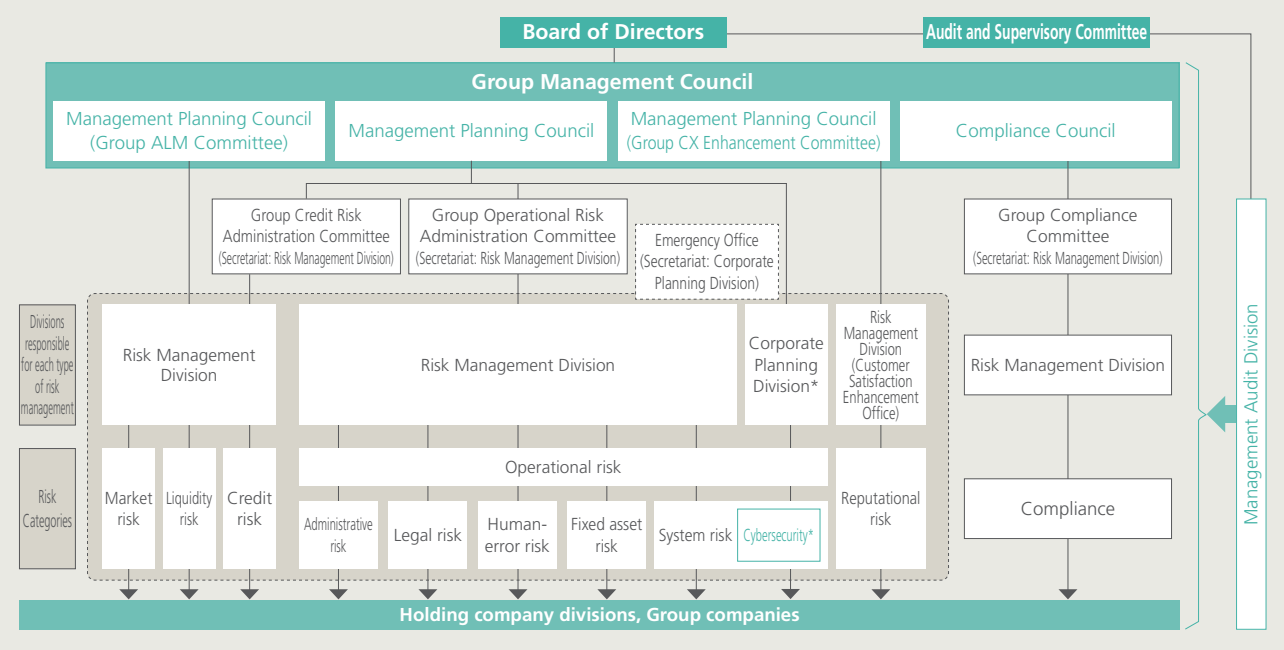 Board of Directors
Audit and Supervisory Committee
Group Management Council
Management Planning Council
(Group ALM Committee)
Management Planning Council
Management Planning Council
(Group CX Enhancement Committee)
Compliance Council
Group Credit Risk
Administration Committee
(Secretariat: Risk Management Division)
Group Operational Risk
Administration Committee
(Secretariat: Risk Management Division)
Emergency Office
(Secretariat: Corporate
Planning Division)
Group Compliance
Committee
(Secretariat: Risk Management Division)
Divisions
responsible
for each type
of risk
management
Risk Management
Division
Risk Management Division
Corporate
Planning
Division*
Risk
Management
Division
(Customer
Satisfaction
Enhancement
Office)
Risk Management Division
Management Audit Division
Risk
Categories
Market
risk
Liquidity
risk
Credit
risk
Operational risk
Administrative
risk
Legal risk
Human-
error risk
Fixed asset
risk
System risk
Cybersecurity*
Reputational
risk
Compliance
Holding company divisions, Group companies